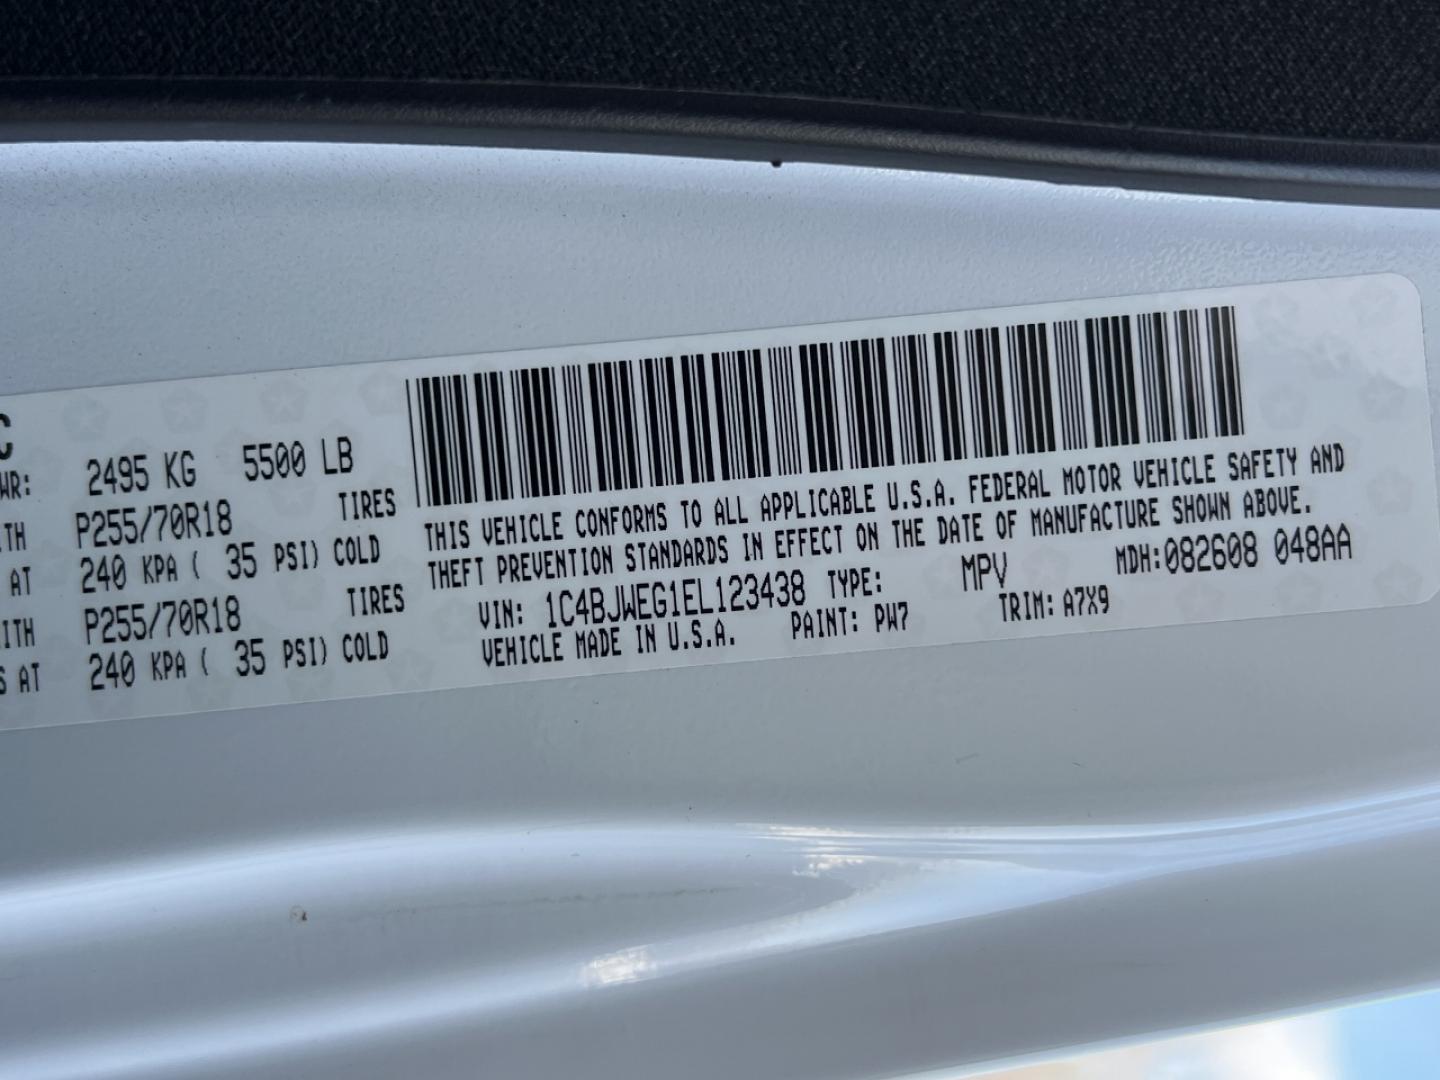 C
WR: 2495 KG 5500 LB
ITH P255/70R18 TIRES
AT 240 KPA ( 35 PSI) COLD
ITH P255/70R18 TIRES
S AT 240 KPA ( 35 PSI) COLD
THIS VEHICLE CONFORMS TO ALL APPLICABLE U.S.A. FEDERAL MOTOR VEHICLE SAFETY AND
THEFT PREVENTION STANDARDS IN EFFECT ON THE DATE OF MANUFACTURE SHOWN ABOVE.
VIN: 1C4BJWEG1EL123438 TYPE: MPV MDH:082608 048AA
VEHICLE MADE IN U.S.A. PAINT: PW7 TRIM: A7X9